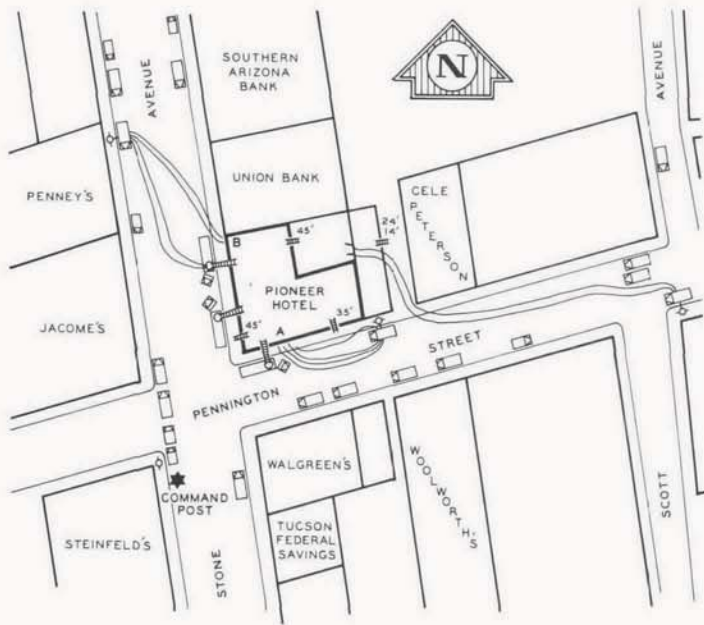 AVENUE
SOUTHERN
ARIZONA
BANK
N
AVENUE
PENNEY'S
UNION BANK
CELE
PETERSON
B
45'
24'
14'
PIONEER
HOTEL
JACOME'S
45'
A
35'
PENNINGTON
STREET
WALGREEN'S
WOOLWORTH'S
COMMAND
POST
STEINFELD'S
TUCSON
FEDERAL
SAVINGS
STONE
SCOTT